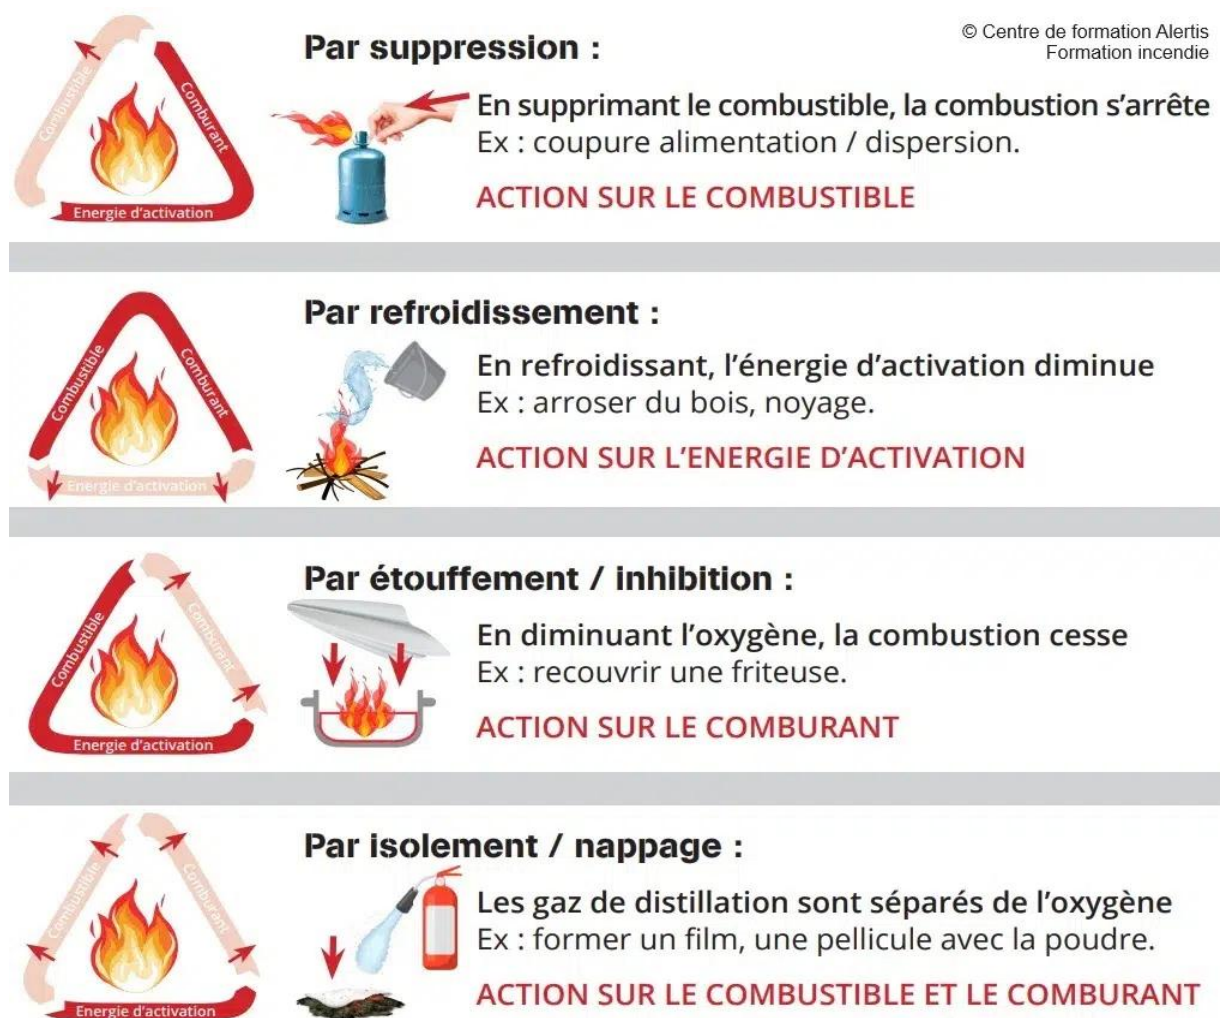 © Centre de formation Alertis
Formation incendie
Par suppression :
Combustible
Comburant
Energie d'activation
En supprimant le combustible, la combustion s'arrête
Ex : coupure alimentation / dispersion.
ACTION SUR LE COMBUSTIBLE
Par refroidissement :
Combustible
Comburant
Energie d'activation
En refroidissant, l'énergie d'activation diminue
Ex : arroser du bois, noyage.
ACTION SUR L'ENERGIE D'ACTIVATION
Par étouffement / inhibition :
Combustible
Comburant
Energie d'activation
En diminuant l'oxygène, la combustion cesse
Ex : recouvrir une friteuse.
ACTION SUR LE COMBURANT
Par isolement / nappage :
Combustible
Comburant
Energie d'activation
Les gaz de distillation sont séparés de l'oxygène
Ex : former un film, une pellicule avec la poudre.
ACTION SUR LE COMBUSTIBLE ET LE COMBURANT